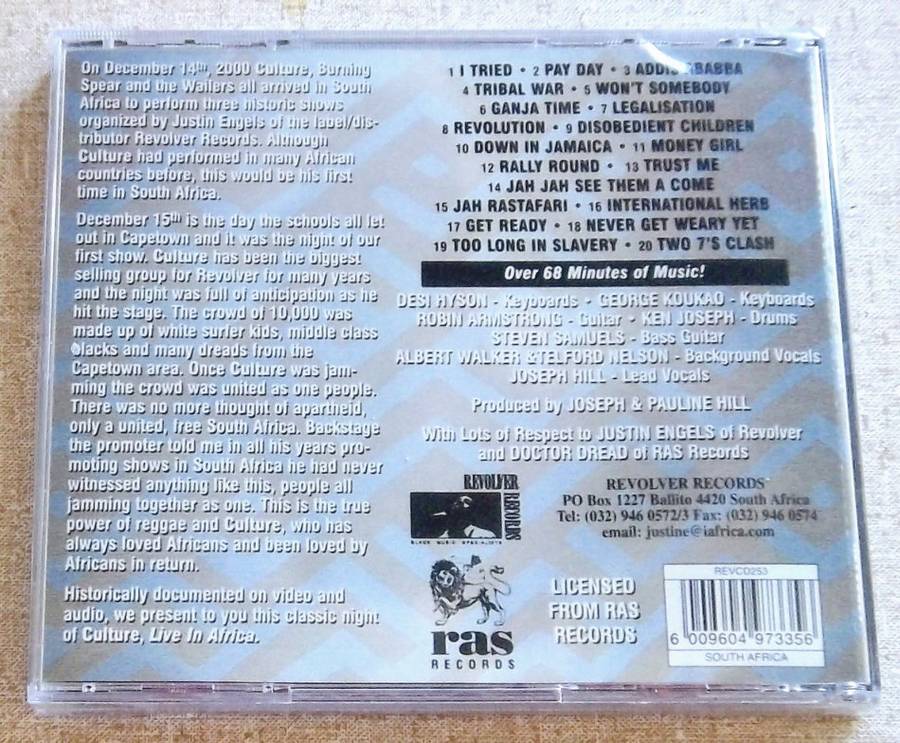 On December 14th, 2000 Culture, Burning
Spear and the Wailers all arrived in South
Africa to perform three historic shows
organized by Justin Engels of the label/dis-
tributor Revolver Records. Although
Culture had performed in many African
countries before, this would be his first
time in South Africa.
December 15th is the day the schools all let
out in Capetown and it was the night of our
first show. Culture has been the biggest
selling group for Revolver for many years
and the night was full of anticipation as he
hit the stage. The crowd of 10,000 was
made up of white surfer kids, middle class
blacks and many dreads from the
Capetown area. Once Culture was jam-
ming the crowd was united as one people.
There was no more thought of apartheid,
only a united, free South Africa. Backstage
the promoter told me in all his years pro-
moting shows in South Africa he had never
witnessed anything like this, people all
jamming together as one. This is the true
power of reggae and Culture, who has
always loved Africans and been loved by
Africans in return.
Historically documented on video and
audio, we present to you this classic night
of Culture, Live In Africa.
1 I TRIED • 2 PAY DAY • 3 ADDIS ABABBA
4 TRIBAL WAR • 5 WON'T SOMEBODY
6 GANJA TIME • 7 LEGALISATION
8 REVOLUTION • 9 DISOBEDIENT CHILDREN
10 DOWN IN JAMAICA • 11 MONEY GIRL
12 RALLY ROUND • 13 TRUST ME
14 JAH JAH SEE THEM A COME
15 JAH RASTAFARI • 16 INTERNATIONAL HERB
17 GET READY • 18 NEVER GET WEARY YET
19 TOO LONG IN SLAVERY • 20 TWO 7'S CLASH
Over 68 Minutes of Music!
DESI HYSON - Keyboards • GEORGE KOUKAO - Keyboards
ROBIN ARMSTRONG - Guitar • KEN JOSEPH - Drums
STEVEN SAMUELS - Bass Guitar
ALBERT WALKER &TELFORD NELSON - Background Vocals
JOSEPH HILL - Lead Vocals
Produced by JOSEPH & PAULINE HILL
With Lots of Respect to JUSTIN ENGELS of Revolver
and DOCTOR DREAD of RAS Records
REVOLVER
RECORDS
BLACK MUSIC SPECIALISTS
REVOLVER RECORDS
PO Box 1227 Ballito 4420 South Africa
Tel: (032) 946 0572/3 Fax: (032) 946 0574
email: justine@iafrica.com
ras
RECORDS
LICENSED
FROM RAS
RECORDS
REVCD253
6 009604 973356
SOUTH AFRICA